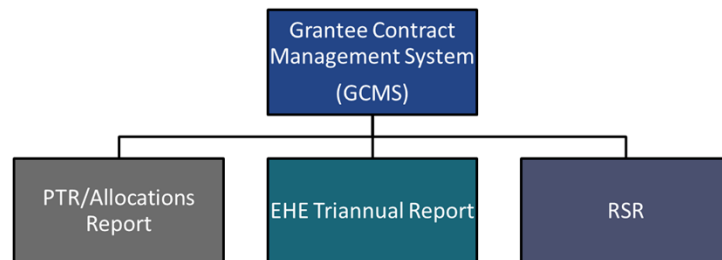 Grantee Contract
Management System
(GCMS)
PTR/Allocations
Report
EHE Triannual Report
RSR